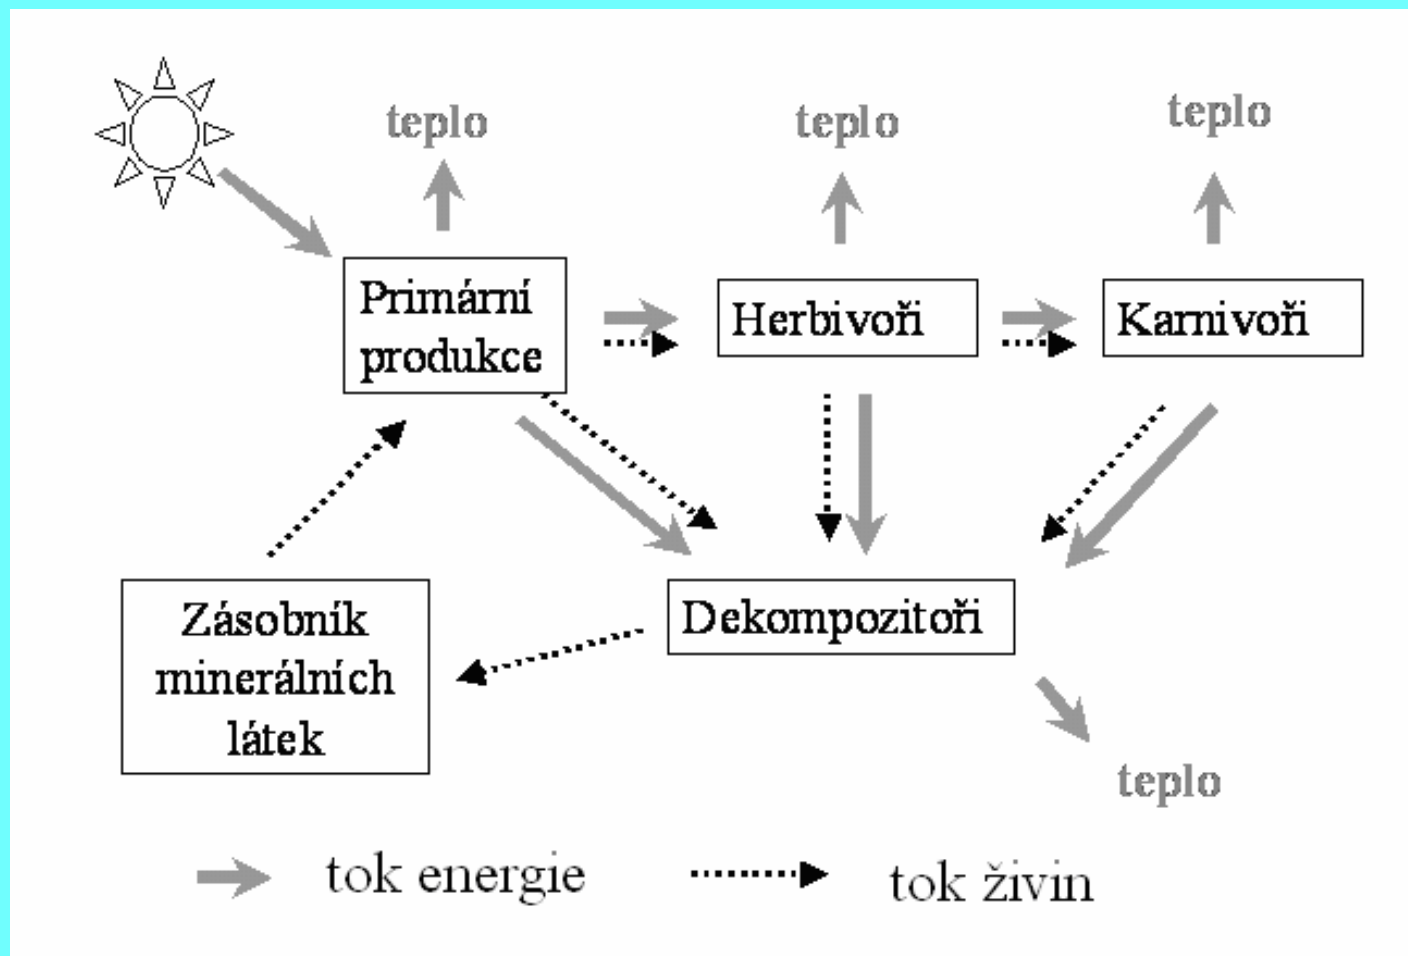 teplo
teplo
teplo
Primární
produkce
Herbivoři
Karnivoři
Zásobník
minerálních
látek
Dekompozitoři
teplo
tok energie
tok živin